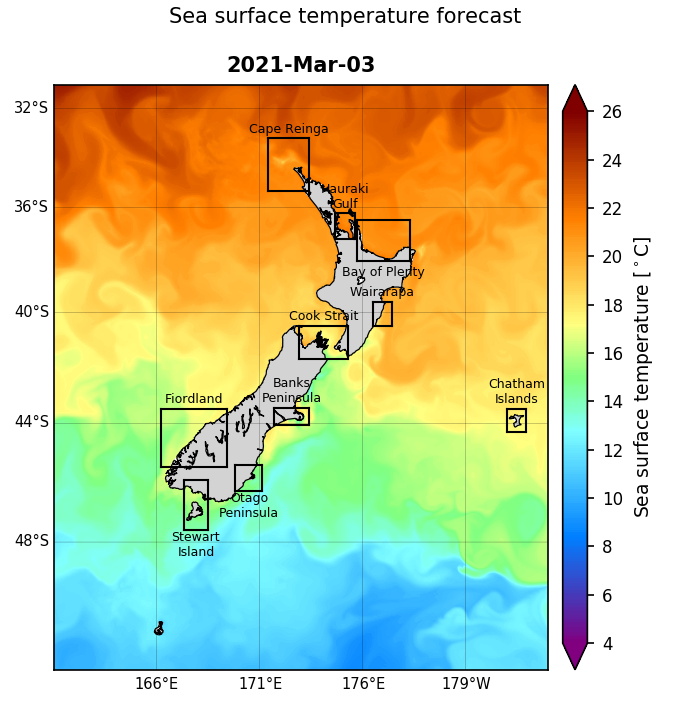 Sea surface temperature forecast
2021-Mar-03
32°S
36°S
40°S
44°S
48°S
166°E
171°E
176°E
179°W
Cape Reinga
Hauraki
Gulf
Bay of Plenty
Wairarapa
Cook Strait
Banks
Peninsula
Fiordland
Chatham
Islands
Otago
Peninsula
Stewart
Island
26
24
22
20
18
16
14
12
10
8
6
4
Sea surface temperature [°C]